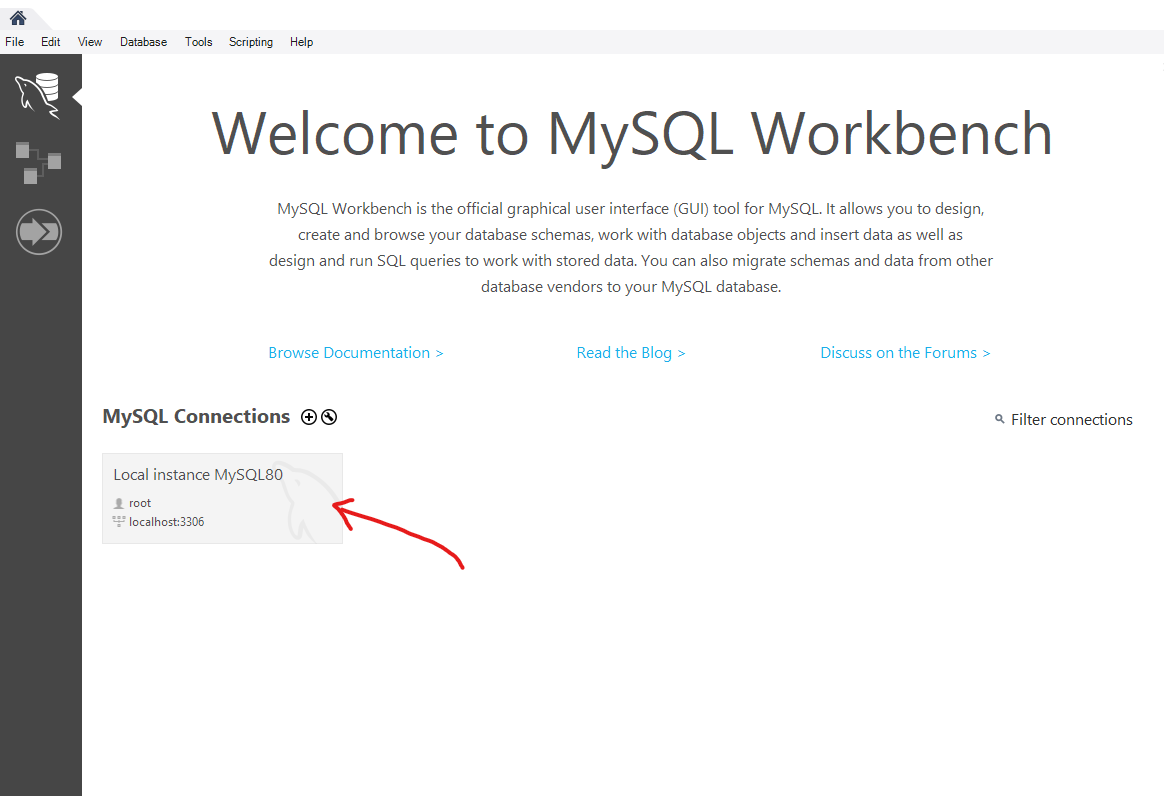 File Edit View Database Tools Scripting Help
Welcome to MySQL Workbench
MySQL Workbench is the official graphical user interface (GUI) tool for MySQL. It allows you to design,
create and browse your database schemas, work with database objects and insert data as well as
design and run SQL queries to work with stored data. You can also migrate schemas and data from other
database vendors to your MySQL database.
Browse Documentation > Read the Blog > Discuss on the Forums >
MySQL Connections
Filter connections
Local instance MySQL80
root
localhost:3306